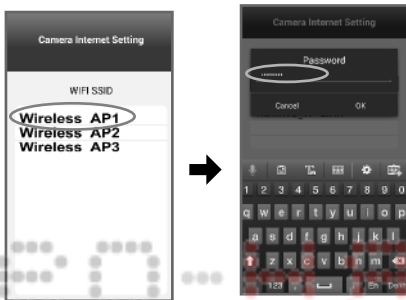 Camera Internet Setting
WIFI SSID
Wireless AP1
Wireless AP2
Wireless AP3
Camera Internet Setting
Password
Cancel
OK
1 2 3 4 5 6 7 8 9 0
q w e r t y u i o p
a s d f g h j k l
z x c v b n m
123 , . En Done